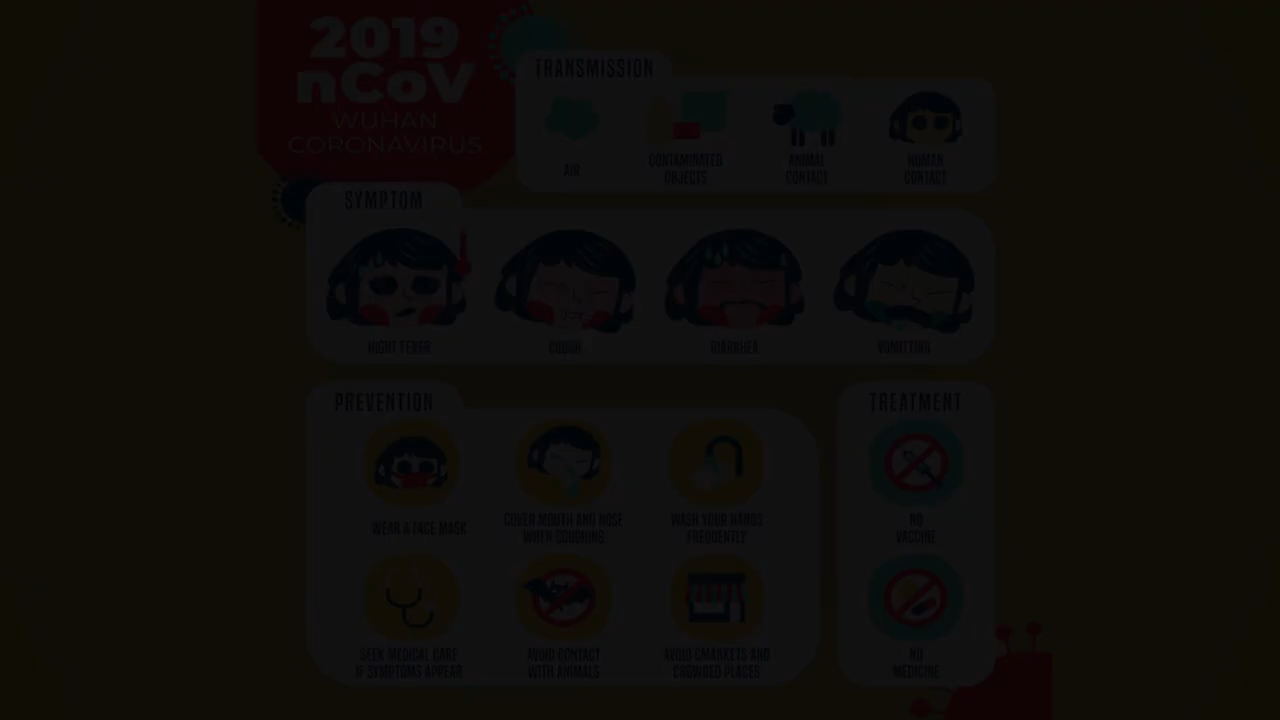 2019
nCoV
WUHAN
CORONAVIRUS
TRANSMISSION
AIR
CONTAMINATED
OBJECTS
ANIMAL
CONTACT
HUMAN
CONTACT
SYMPTOM
HIGHT FEVER
COUGH
DIARRHEA
VOMITTING
PREVENTION
WEAR A FACE MASK
COVER MOUTH AND NOSE
WHEN COUGHING
WASH YOUR HANDS
FREQUENTLY
SEEK MEDICAL CARE
IF SYMPTOMS APPEAR
AVOID CONTACT
WITH ANIMALS
AVOID GMARKETS AND
CROWDED PLACES
TREATMENT
NO
VACCINE
NO
MEDICINE